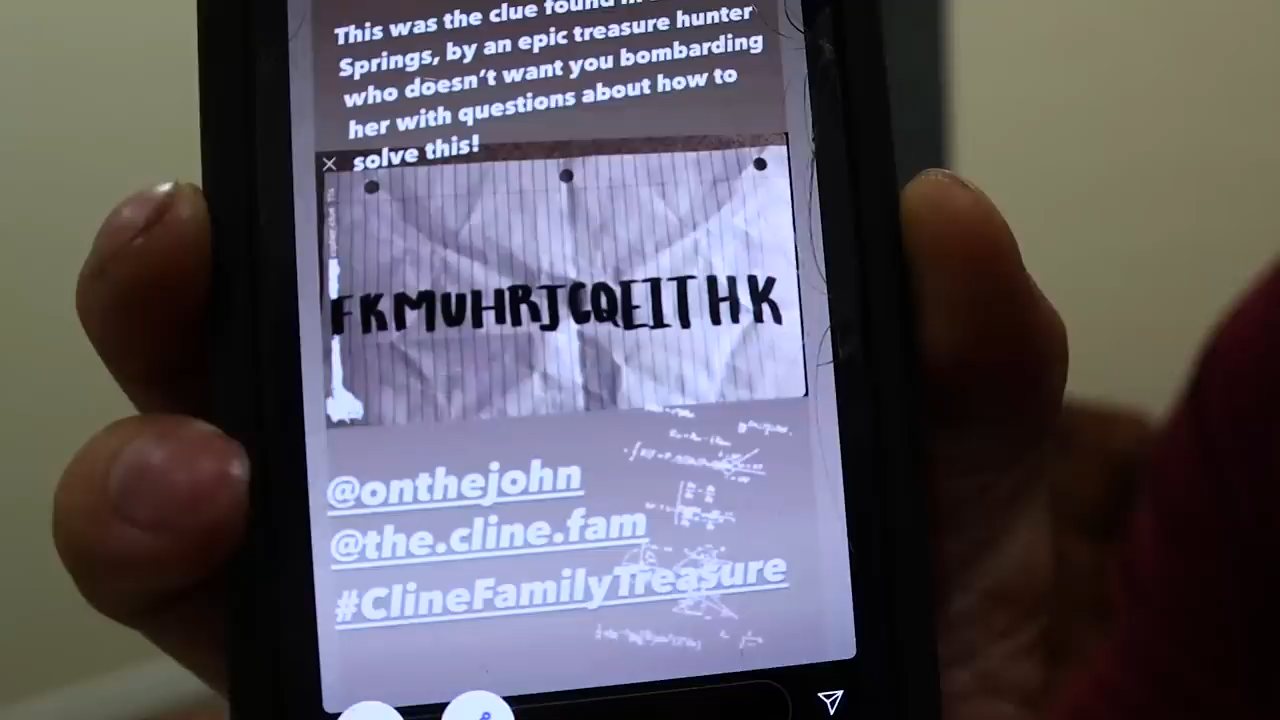 This was the clue found in
Springs, by an epic treasure hunter
who doesn't want you bombarding
her with questions about how to
solve this!
FKMUHRJCQEITHK
@onthejohn
@the.cline.fam
#ClineFamilyTreasure